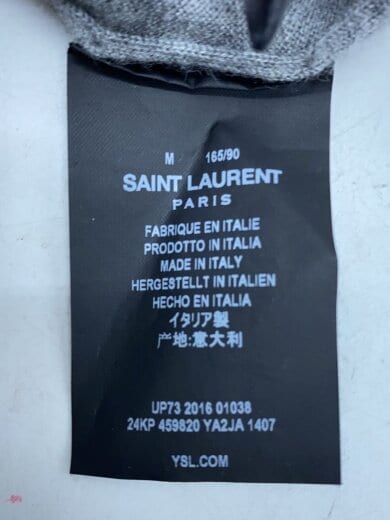 M 165/90
SAINT LAURENT
PARIS
FABRIQUE EN ITALIE
PRODOTTO IN ITALIA
MADE IN ITALY
HERGESTELLT IN ITALIEN
HECHO EN ITALIA
イタリア製
产地:意大利
UP73 2016 01038
24KP 459820 YA2JA 1407
YSL.COM